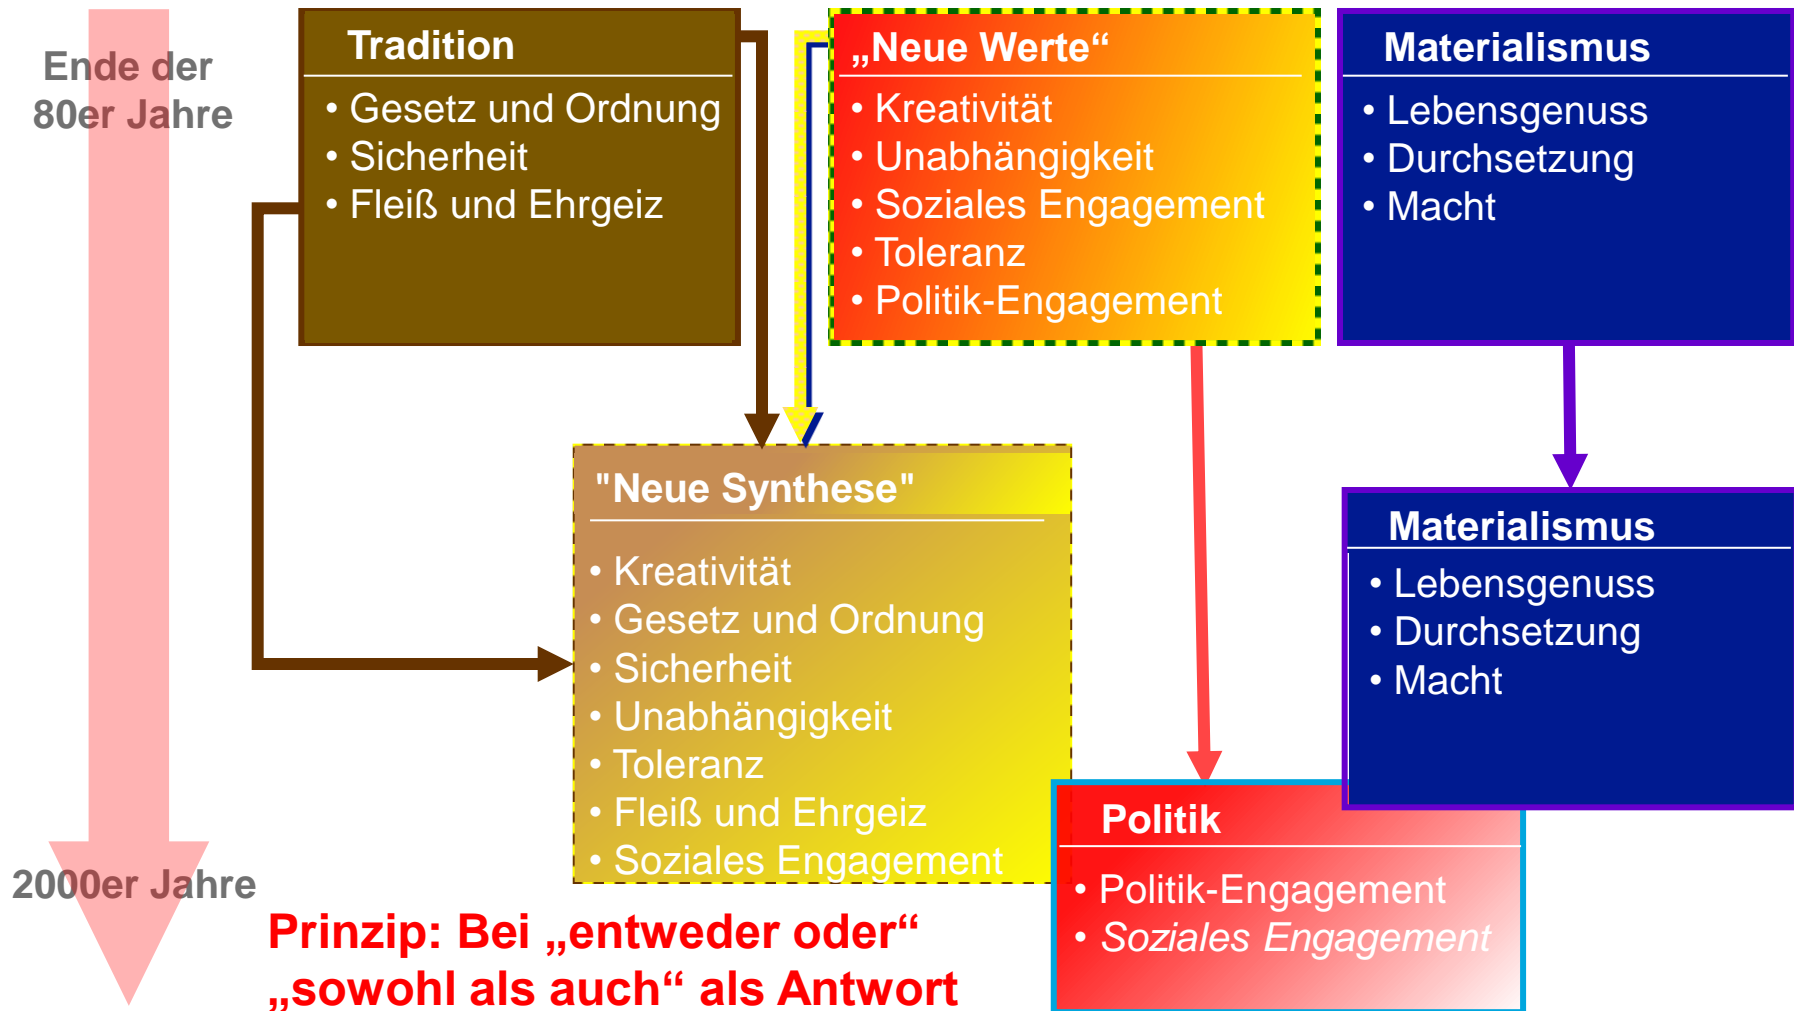 Ende der
80er Jahre
Tradition
• Gesetz und Ordnung
• Sicherheit
• Fleiß und Ehrgeiz
„Neue Werte“
• Kreativität
• Unabhängigkeit
• Soziales Engagement
• Toleranz
• Politik-Engagement
Materialismus
• Lebensgenuss
• Durchsetzung
• Macht
"Neue Synthese"
• Kreativität
• Gesetz und Ordnung
• Sicherheit
• Unabhängigkeit
• Toleranz
• Fleiß und Ehrgeiz
• Soziales Engagement
Materialismus
• Lebensgenuss
• Durchsetzung
• Macht
Politik
• Politik-Engagement
• Soziales Engagement
2000er Jahre
Prinzip: Bei „entweder oder“
„sowohl als auch“ als Antwort